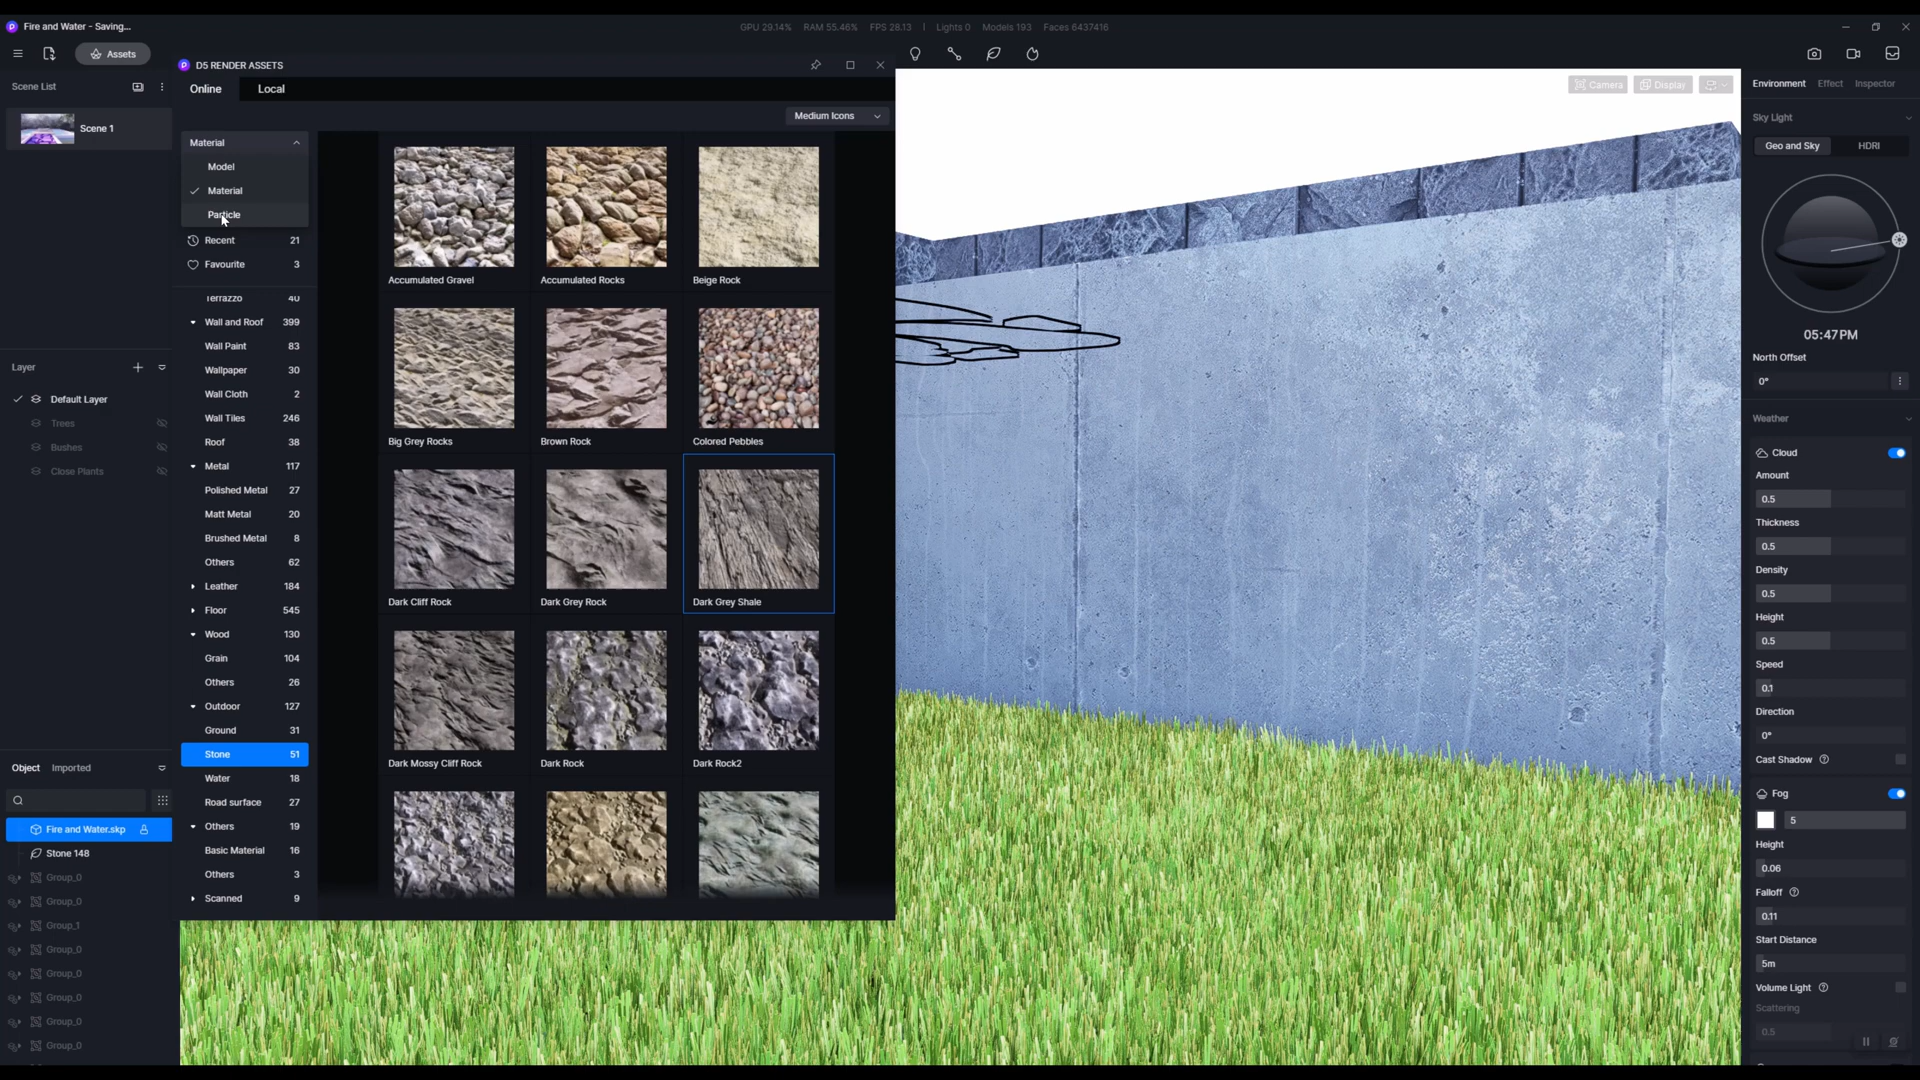 Fire and Water - Saving...
GPU 29.14% RAM 55.46% FPS 28.13 | Lights 0 Models 193 Faces 6437416
Assets
Scene List
Scene 1
Layer
Default Layer
Trees
Bushes
Close Plants
Object Imported
Fire and Water.skp
Stone 148
Group_0
Group_0
Group_1
Group_0
Group_0
Group_0
Group_0
Group_0
D5 RENDER ASSETS
Online Local
Medium Icons
Material
Model
Material
Particle
Recent 21
Favourite 3
Terrazzo 40
Wall and Roof 399
Wall Paint 83
Wallpaper 30
Wall Cloth 2
Wall Tiles 246
Roof 38
Metal 117
Polished Metal 27
Matt Metal 20
Brushed Metal 8
Others 62
Leather 184
Floor 545
Wood 130
Grain 104
Others 26
Outdoor 127
Ground 31
Stone 51
Water 18
Road surface 27
Others 19
Basic Material 16
Others 3
Scanned 9
Accumulated Gravel Accumulated Rocks Beige Rock
Big Grey Rocks Brown Rock Colored Pebbles
Dark Cliff Rock Dark Grey Rock Dark Grey Shale
Dark Mossy Cliff Rock Dark Rock Dark Rock2
Camera Display
Environment Effect Inspector
Sky Light
Geo and Sky HDRI
05:47PM
North Offset
0°
Weather
Cloud
Amount
0.5
Thickness
0.5
Density
0.5
Height
0.5
Speed
0.1
Direction
0°
Cast Shadow
Fog
5
Height
0.06
Falloff
0.11
Start Distance
5m
Volume Light
Scattering
0.5